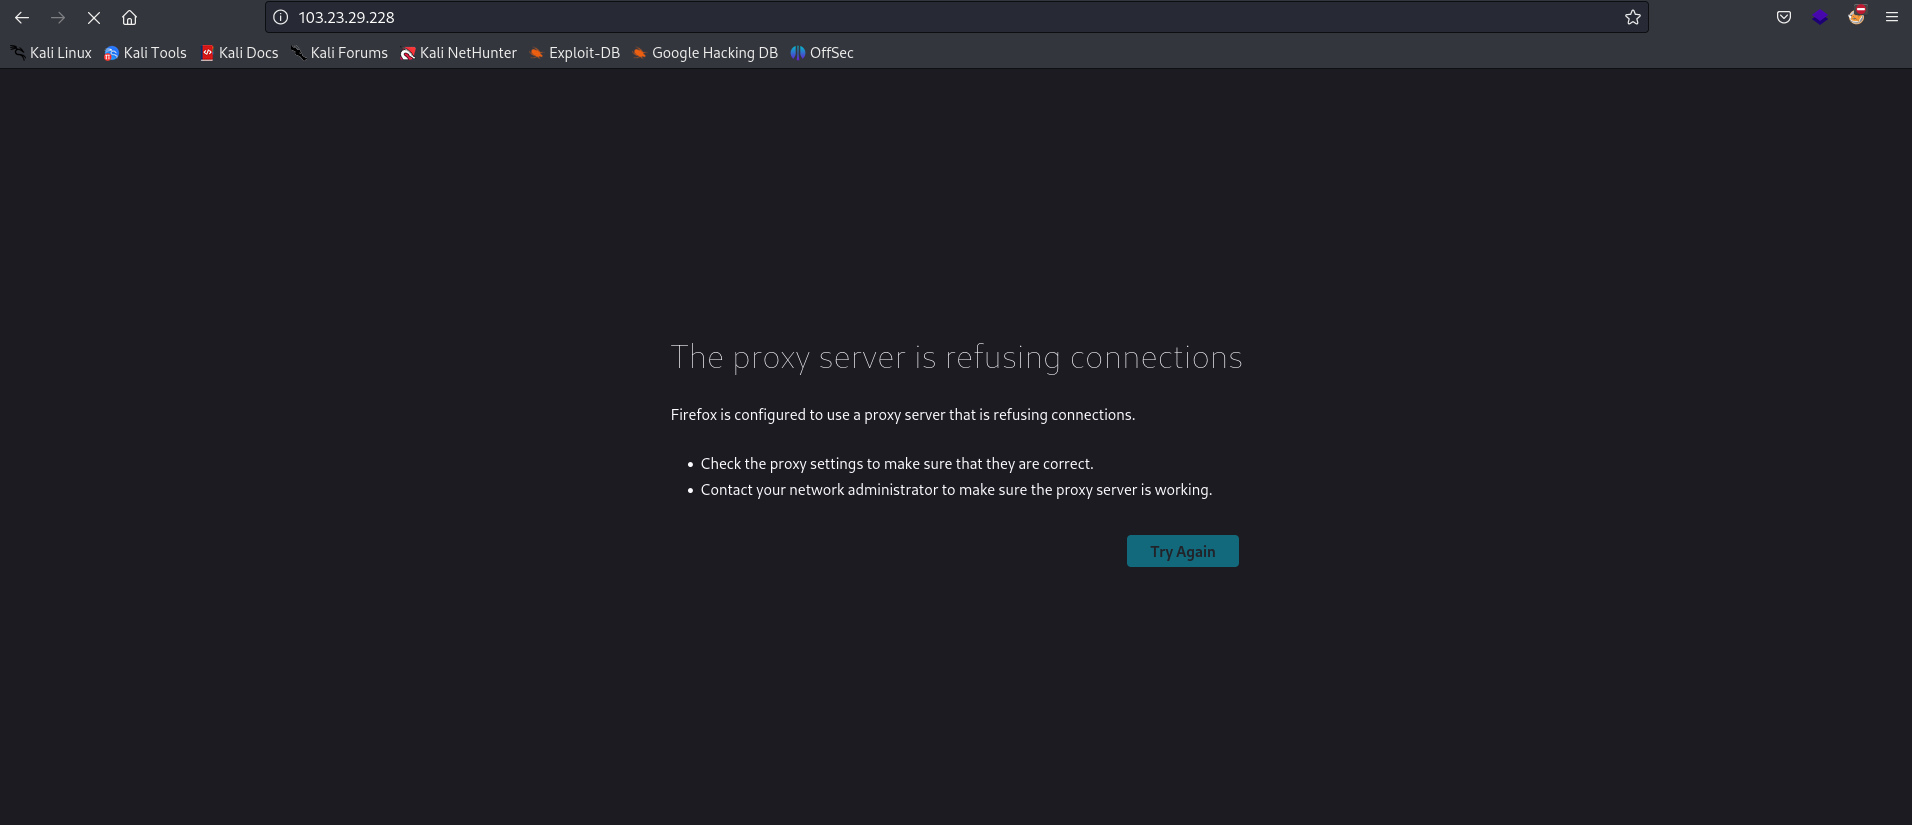 103.23.29.228
Kali Linux Kali Tools Kali Docs Kali Forums Kali NetHunter Exploit-DB Google Hacking DB OffSec
The proxy server is refusing connections
Firefox is configured to use a proxy server that is refusing connections.
• Check the proxy settings to make sure that they are correct.
• Contact your network administrator to make sure the proxy server is working.
Try Again